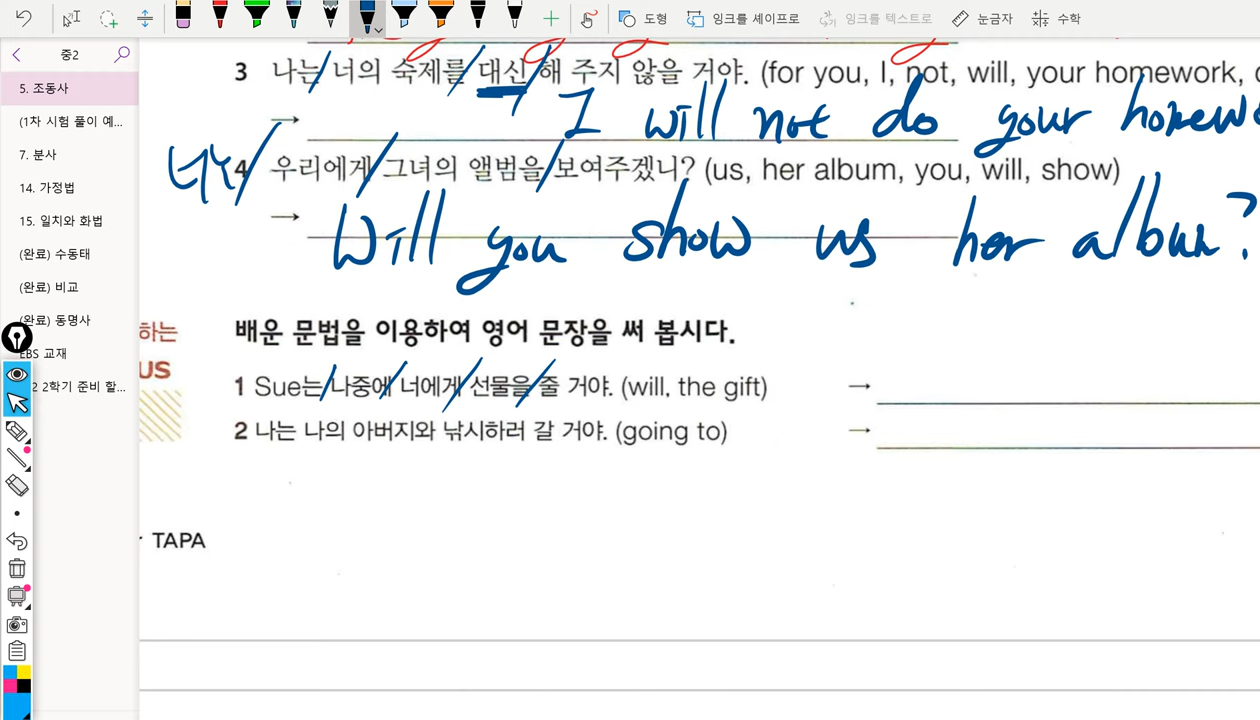 도형 잉크를 셰이프로 잉크를 텍스트로 눈금자 수학
중2
5. 조동사
(1차 시험 풀이 예...
7. 분사
14. 가정법
15. 일치와 화법
(완료) 수동태
(완료) 비교
(완료) 동명사
EBS 교재
2 2학기 준비 할...
3 나는 너의 숙제를 대신 해 주지 않을 거야. (for you, I, not, will, your homework,
→ I will not do your homewo
4 우리에게 그녀의 앨범을 보여주겠니? (us, her album, you, will, show)
→ Will you show us her album?
하는
US
배운 문법을 이용하여 영어 문장을 써 봅시다.
1 Sue는 나중에 너에게 선물을 줄 거야. (will, the gift) →
2 나는 나의 아버지와 낚시하러 갈 거야. (going to) →
TAPA